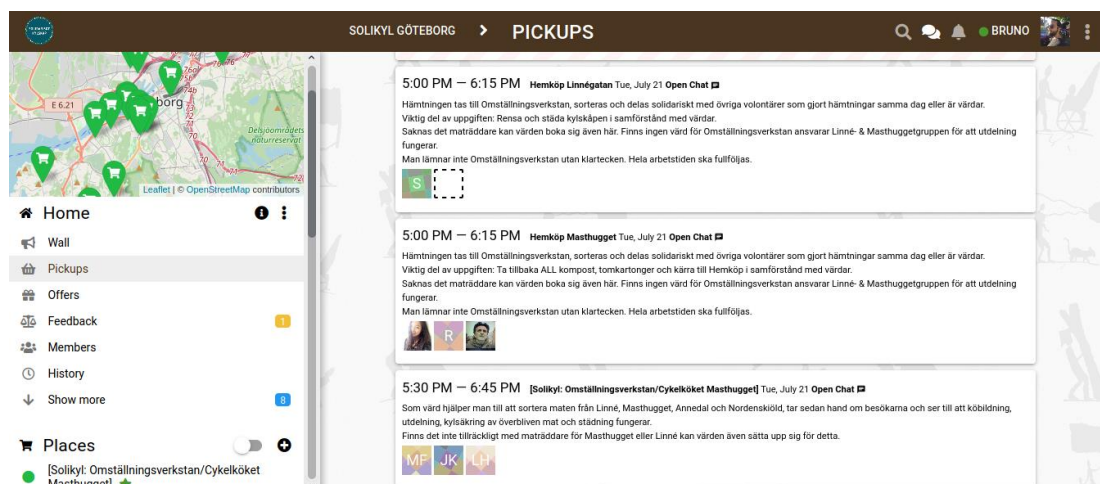 SOLIKYL GÖTEBORG
PICKUPS
BRUNO
E 6.21
borg
Delsjöområdets
naturreservat
Leaflet | © OpenStreetMap contributors
Home
Wall
Pickups
Offers
Feedback 1
Members
History
Show more 8
Places
[Solikyl: Omställningsverkstan/Cykelköket
Masthugget]
5:00 PM — 6:15 PM Hemköp Linnégatan Tue, July 21 Open Chat
Hämtningen tas till Omställningsverkstan, sorteras och delas solidariskt med övriga volontärer som gjort hämtningar samma dag eller är värdar.
Viktig del av uppgiften: Rensa och städa kylskåpen i samförstånd med värdar.
Saknas det maträddare kan värden boka sig även här. Finns ingen värd för Omställningsverkstan ansvarar Linné- & Masthuggetgruppen för att utdelning
fungerar.
Man lämnar inte Omställningsverkstan utan klartecken. Hela arbetstiden ska fullföljas.
S
5:00 PM — 6:15 PM Hemköp Masthugget Tue, July 21 Open Chat
Hämtningen tas till Omställningsverkstan, sorteras och delas solidariskt med övriga volontärer som gjort hämtningar samma dag eller är värdar.
Viktig del av uppgiften: Ta tillbaka ALL kompost, tomkartonger och kärra till Hemköp i samförstånd med värdar.
Saknas det maträddare kan värden boka sig även här. Finns ingen värd för Omställningsverkstan ansvarar Linné- & Masthuggetgruppen för att utdelning
fungerar.
Man lämnar inte Omställningsverkstan utan klartecken. Hela arbetstiden ska fullföljas.
R
5:30 PM — 6:45 PM [Solikyl: Omställningsverkstan/Cykelköket Masthugget] Tue, July 21 Open Chat
Som värd hjälper man till att sortera maten från Linné, Masthugget, Annedal och Nordenskiöld, tar sedan hand om besökarna och ser till att köbildning,
utdelning, kylsäkring av överbliven mat och städning fungerar.
Finns det inte tillräckligt med maträddare för Masthugget eller Linné kan värden även sätta upp sig för detta.
MF JK LH